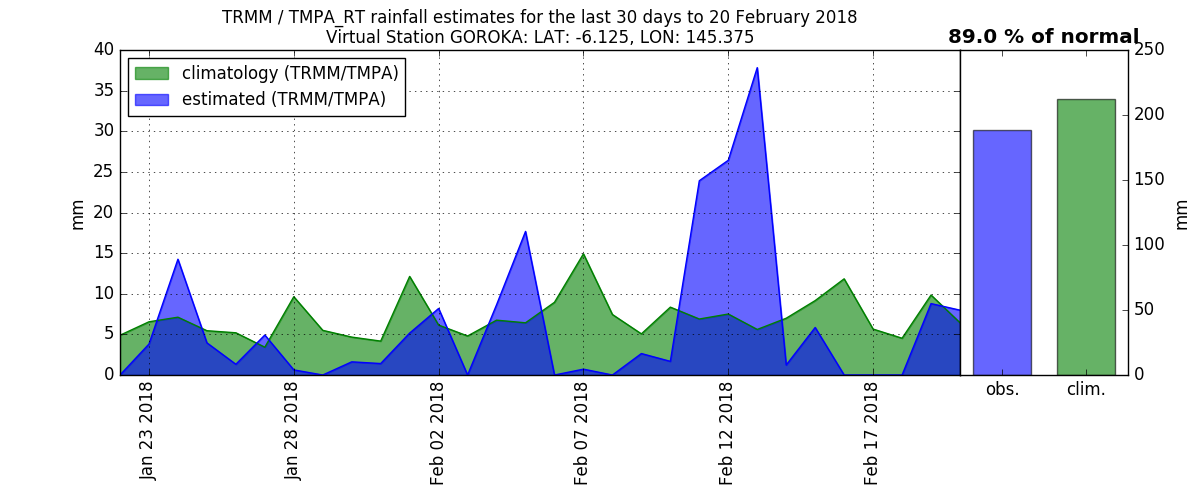 TRMM / TMPA_RT rainfall estimates for the last 30 days to 20 February 2018
Virtual Station GOROKA: LAT: -6.125, LON: 145.375
89.0 % of normal
climatology (TRMM/TMPA)
estimated (TRMM/TMPA)
mm
40
35
30
25
20
15
10
5
0
Jan 23 2018
Jan 28 2018
Feb 02 2018
Feb 07 2018
Feb 12 2018
Feb 17 2018
obs.
clim.
250
200
150
100
50
0
mm